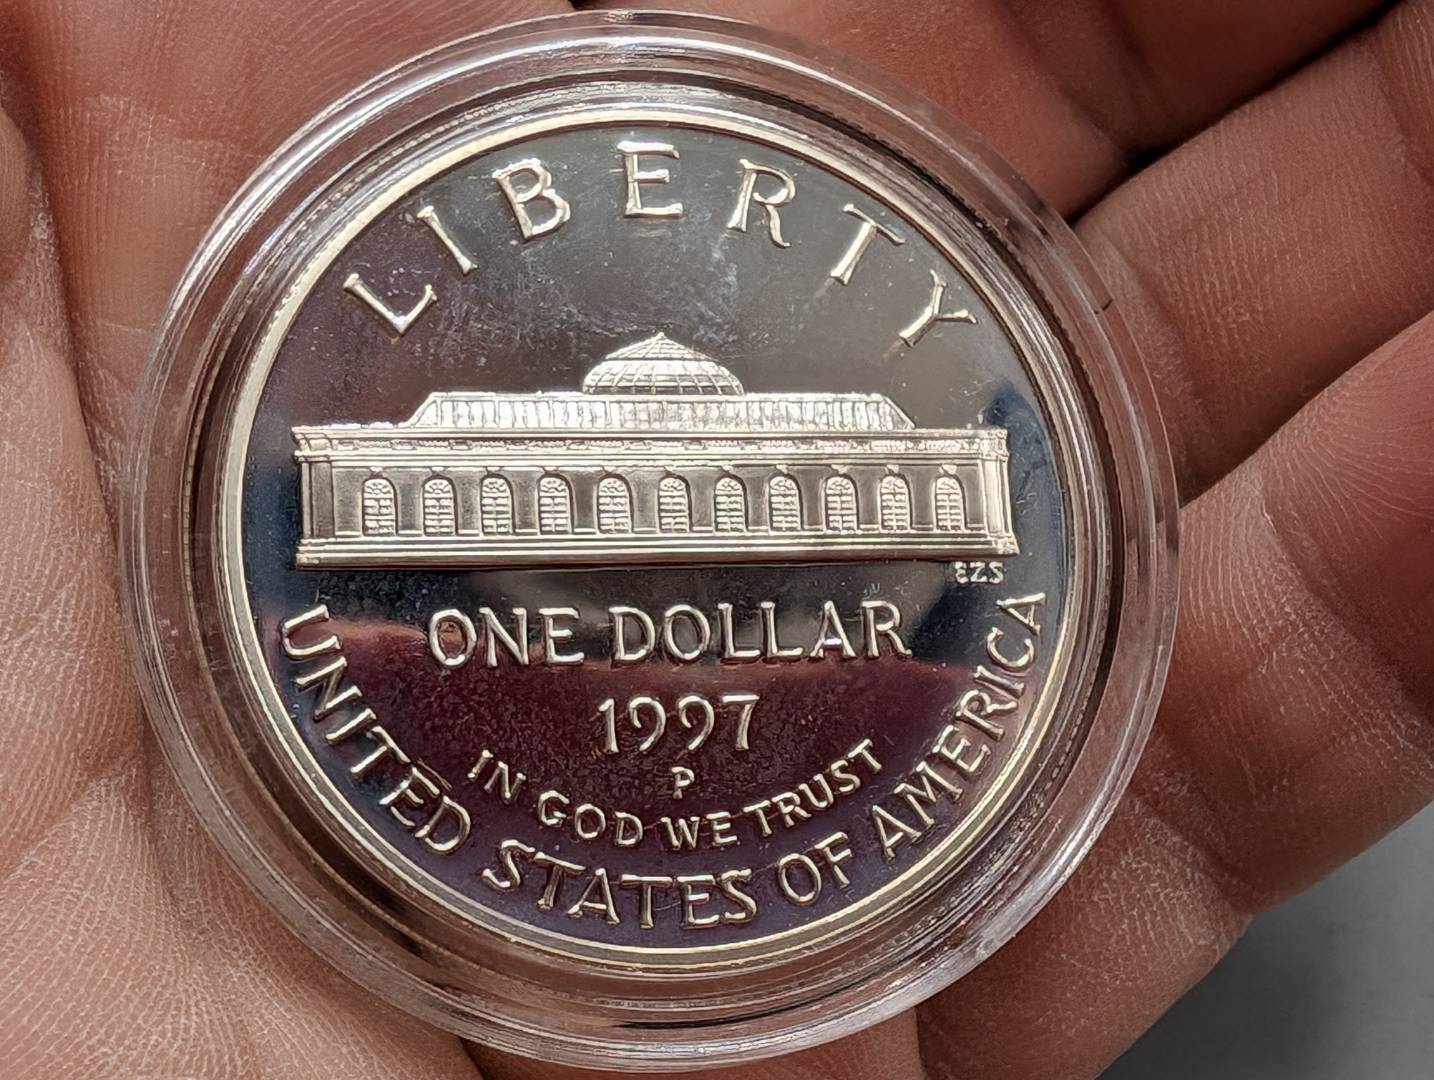 LIBERTY
EZS
ONE DOLLAR
1997
P
IN GOD WE TRUST
UNITED STATES OF AMERICA